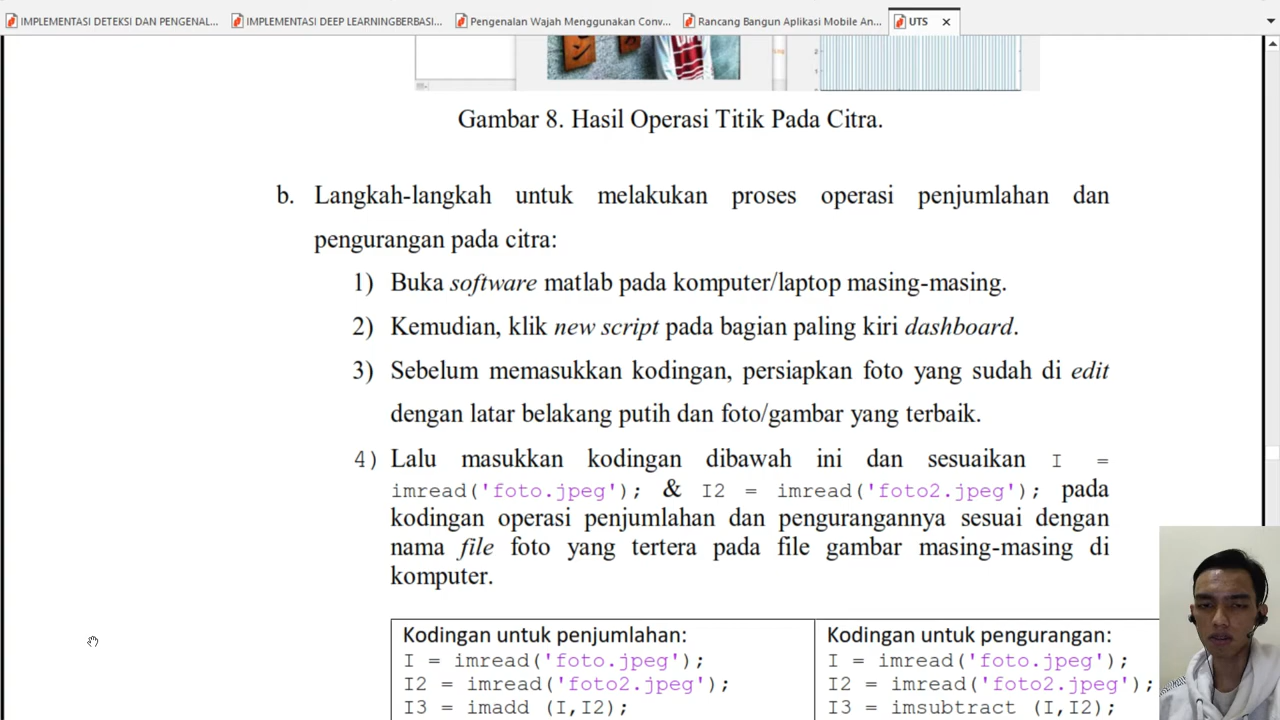 IMPLEMENTASI DETEKSI DAN PENGENAL...
IMPLEMENTASI DEEP LEARNINGBERBASI...
Pengenalan Wajah Menggunakan Conv...
Rancang Bangun Aplikasi Mobile An...
UTS
Gambar 8. Hasil Operasi Titik Pada Citra.
b. Langkah-langkah untuk melakukan proses operasi penjumlahan dan
pengurangan pada citra:
1) Buka software matlab pada komputer/laptop masing-masing.
2) Kemudian, klik new script pada bagian paling kiri dashboard.
3) Sebelum memasukkan kodingan, persiapkan foto yang sudah di edit
dengan latar belakang putih dan foto/gambar yang terbaik.
4) Lalu masukkan kodingan dibawah ini dan sesuaikan I =
imread('foto.jpeg'); & I2 = imread('foto2.jpeg'); pada
kodingan operasi penjumlahan dan pengurangannya sesuai dengan
nama file foto yang tertera pada file gambar masing-masing di
komputer.
Kodingan untuk penjumlahan:
I = imread('foto.jpeg');
I2 = imread('foto2.jpeg');
I3 = imadd (I,I2);
Kodingan untuk pengurangan:
I = imread('foto.jpeg');
I2 = imread('foto2.jpeg');
I3 = imsubtract (I,I2);